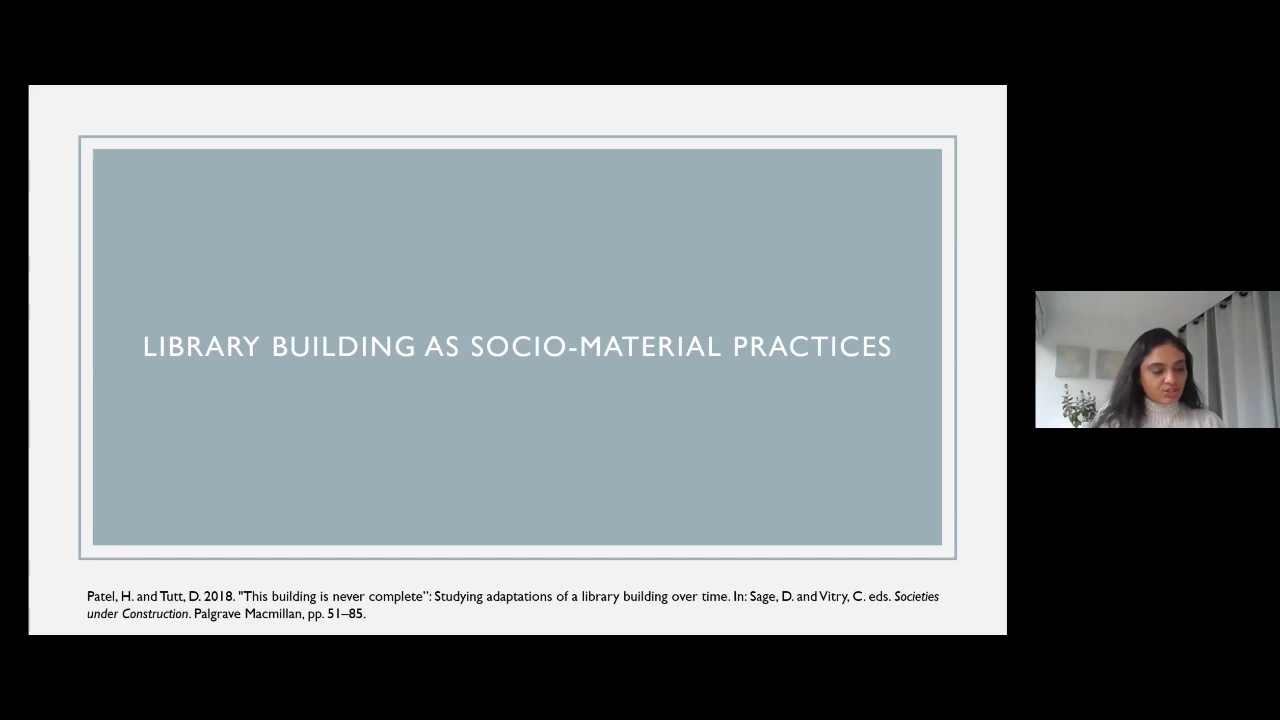 LIBRARY BUILDING AS SOCIO-MATERIAL PRACTICES
Patel, H. and Tutt, D. 2018. "This building is never complete”: Studying adaptations of a library building over time. In: Sage, D. and Vitry, C. eds. Societies
under Construction. Palgrave Macmillan, pp. 51–85.